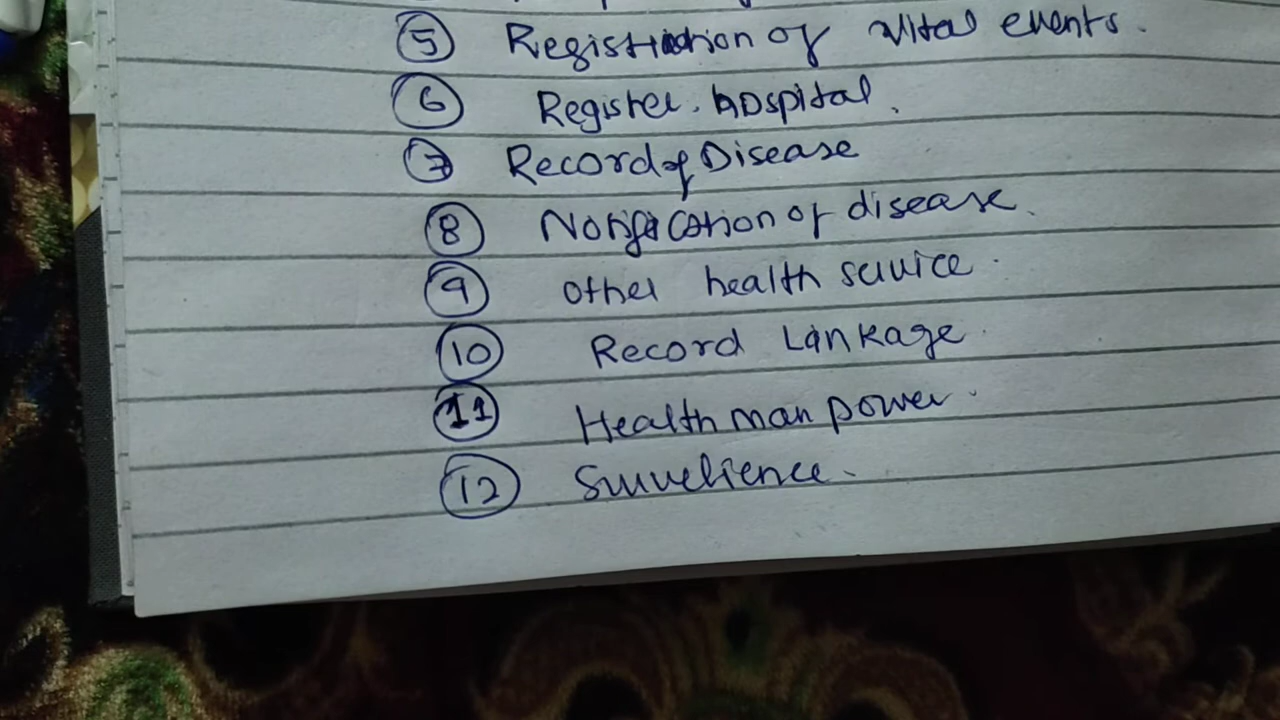 5 Registration of vital events.
6 Register. hospital.
7 Record of Disease
8 Notification of disease.
9 other health service.
10 Record Linkage.
11 Health man power.
12 Survelience.